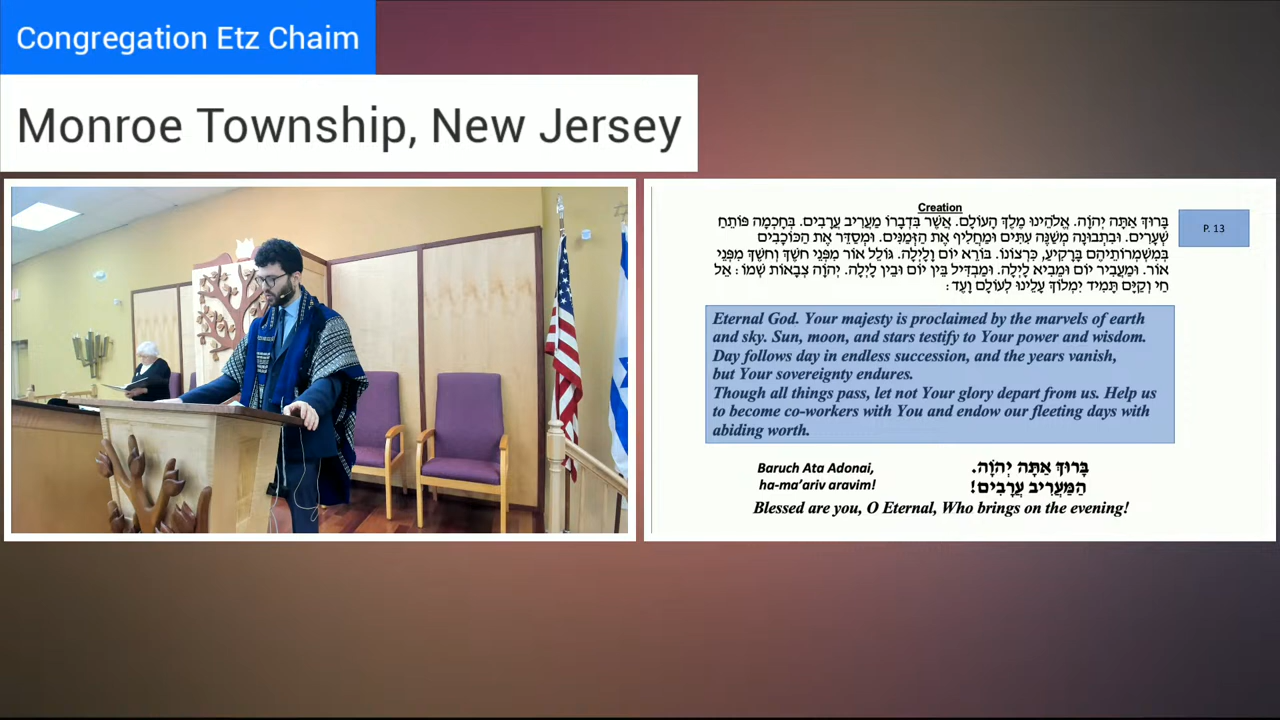 Congregation Etz Chaim
Monroe Township, New Jersey
Creation
בָּרוּךְ אַתָּה יְהֹוָה. אֱלֹהֵינוּ מֶלֶךְ הָעוֹלָם. אֲשֶׁר בִּדְבָרוֹ מַעֲרִיב עֲרָבִים. בְּחָכְמָה פּוֹתֵחַ
שְׁעָרִים. וּבִתְבוּנָה מְשַׁנֶּה עִתִּים וּמַחֲלִיף אֶת הַזְּמַנִּים. וּמְסַדֵּר אֶת הַכּוֹכָבִים
בְּמִשְׁמְרוֹתֵיהֶם בָּרָקִיעַ, כִּרְצוֹנוֹ. בּוֹרֵא יוֹם וָלָיְלָה. גּוֹלֵל אוֹר מִפְּנֵי חשֶׁךְ וְחשֶׁךְ מִפְּנֵי
אוֹר. וּמַעֲבִיר יוֹם וּמֵבִיא לָיְלָה. וּמַבְדִּיל בֵּין יוֹם וּבֵין לָיְלָה. יְהֹוָה צְבָאוֹת שְׁמוֹ: אֵל
חַי וְקַיָּם תָּמִיד יִמְלוֹךְ עָלֵינוּ לְעוֹלָם וָעֶד:
P. 13
Eternal God. Your majesty is proclaimed by the marvels of earth
and sky. Sun, moon, and stars testify to Your power and wisdom.
Day follows day in endless succession, and the years vanish,
but Your sovereignty endures.
Though all things pass, let not Your glory depart from us. Help us
to become co-workers with You and endow our fleeting days with
abiding worth.
Baruch Ata Adonai,
ha-ma'ariv aravim!
בָּרוּךְ אַתָּה יְהֹוָה.
הַמַּעֲרִיב עֲרָבִים!
Blessed are you, O Eternal, Who brings on the evening!